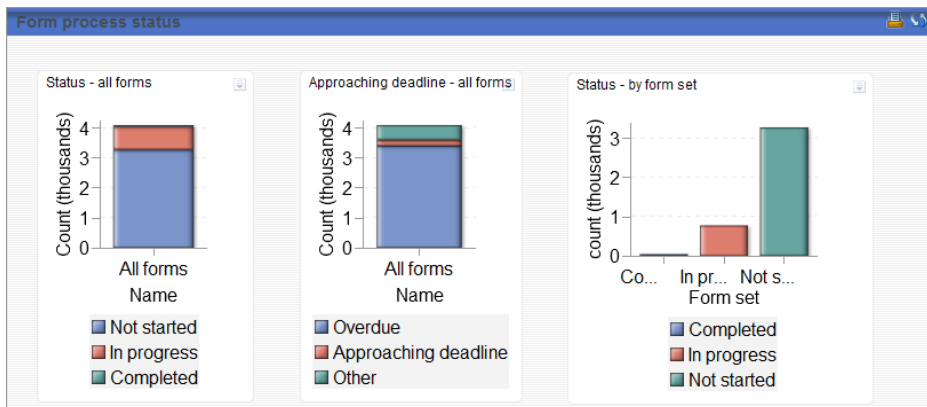 Form process status
Status - all forms
Count (thousands)
4
3
2
1
0
All forms
Name
Not started
In progress
Completed
Approaching deadline - all forms
Count (thousands)
4
3
2
1
0
All forms
Name
Overdue
Approaching deadline
Other
Status - by form set
count (thousands)
3
2
1
0
Co... In pr... Not s...
Form set
Completed
In progress
Not started